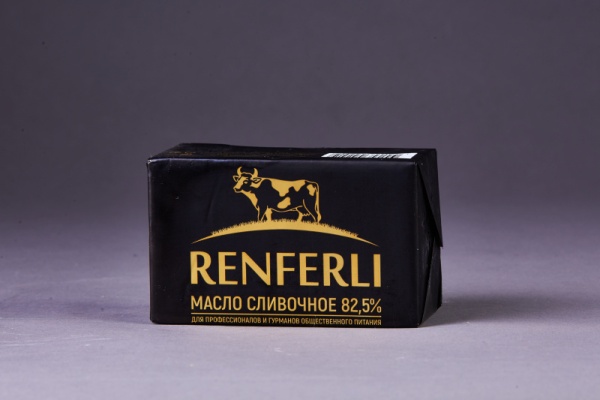 RENFERLI
МАСЛО СЛИВОЧНОЕ 82,5%
ДЛЯ ПРОФЕССИОНАЛОВ И ГУРМАНОВ ОБЩЕСТВЕННОГО ПИТАНИЯ